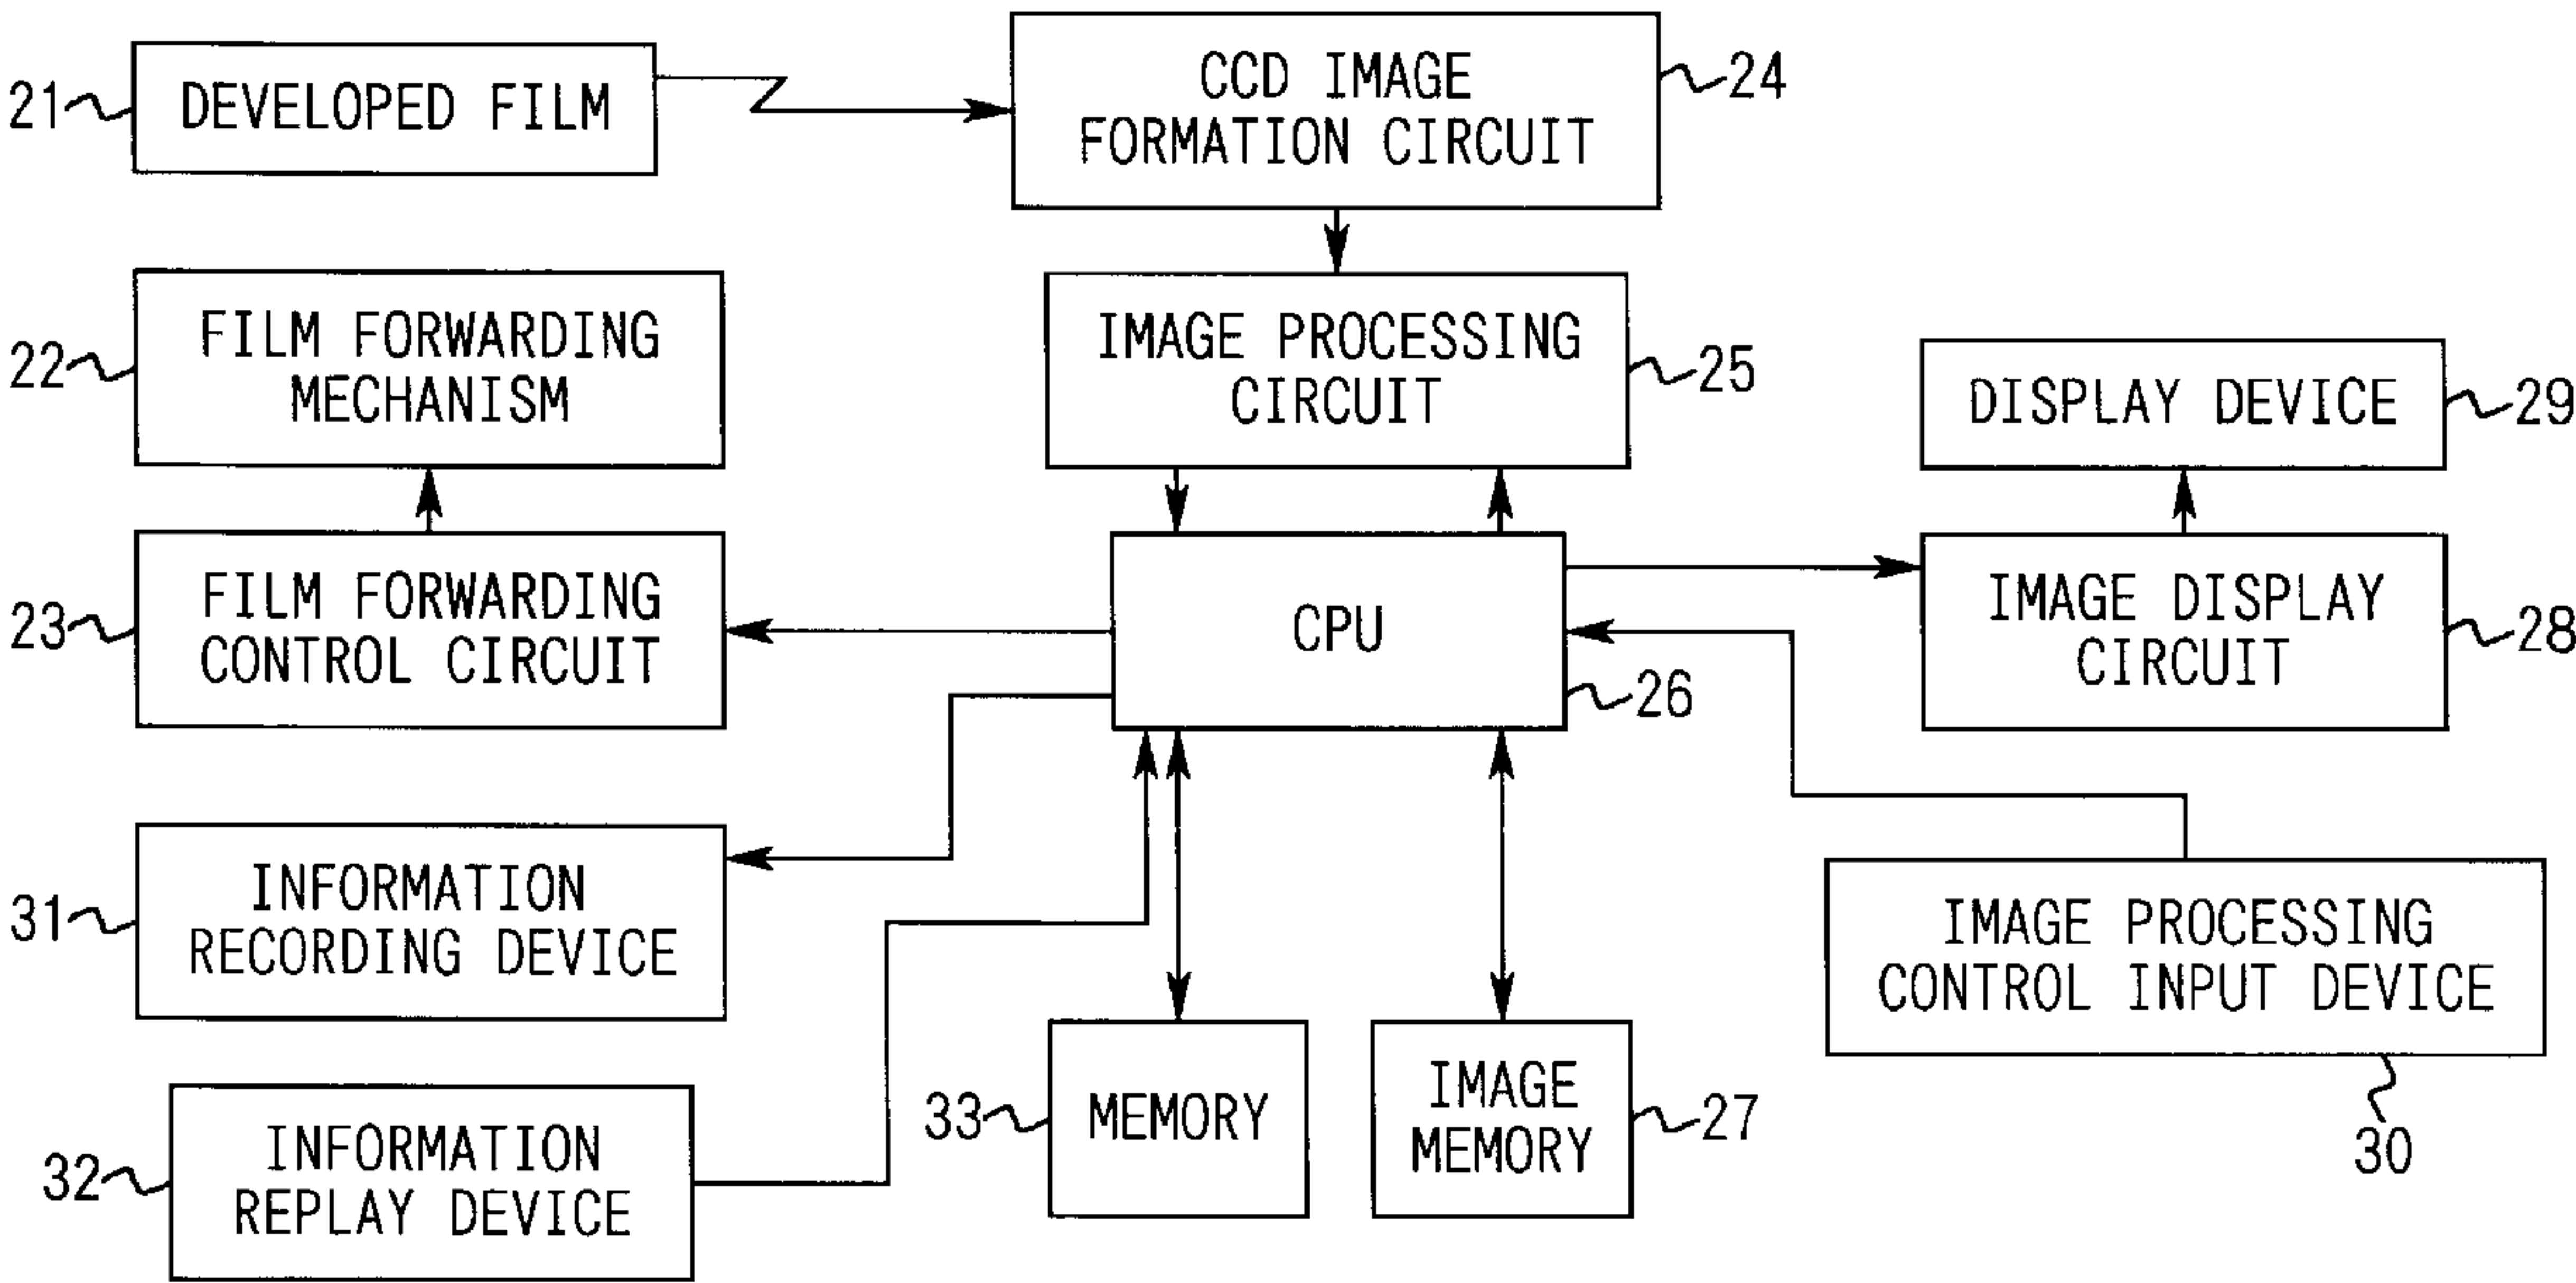 21
DEVELOPED FILM
CCD IMAGE
FORMATION CIRCUIT
24
22
FILM FORWARDING
MECHANISM
IMAGE PROCESSING
CIRCUIT
25
DISPLAY DEVICE
29
23
FILM FORWARDING
CONTROL CIRCUIT
CPU
26
IMAGE DISPLAY
CIRCUIT
28
31
INFORMATION
RECORDING DEVICE
IMAGE PROCESSING
CONTROL INPUT DEVICE
30
32
INFORMATION
REPLAY DEVICE
33
MEMORY
IMAGE
MEMORY
27